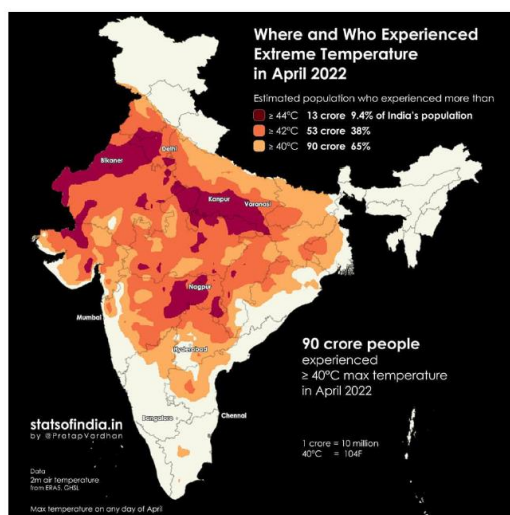 Where and Who Experienced
Extreme Temperature
in April 2022
Estimated population who experienced more than
≥ 44°C 13 crore 9.4% of India's population
≥ 42°C 53 crore 38%
≥ 40°C 90 crore 65%
Delhi
Bikaner
Kanpur
Varanasi
Nagpur
Mumbai
Hyderabad
90 crore people
experienced
≥ 40°C max temperature
in April 2022
statsofindia.in
by @PratapVardhan
Bangalore
Chennai
1 crore = 10 million
40°C = 104F
Data
2m air temperature
from ERA5, GHSL
Max temperature on any day of April